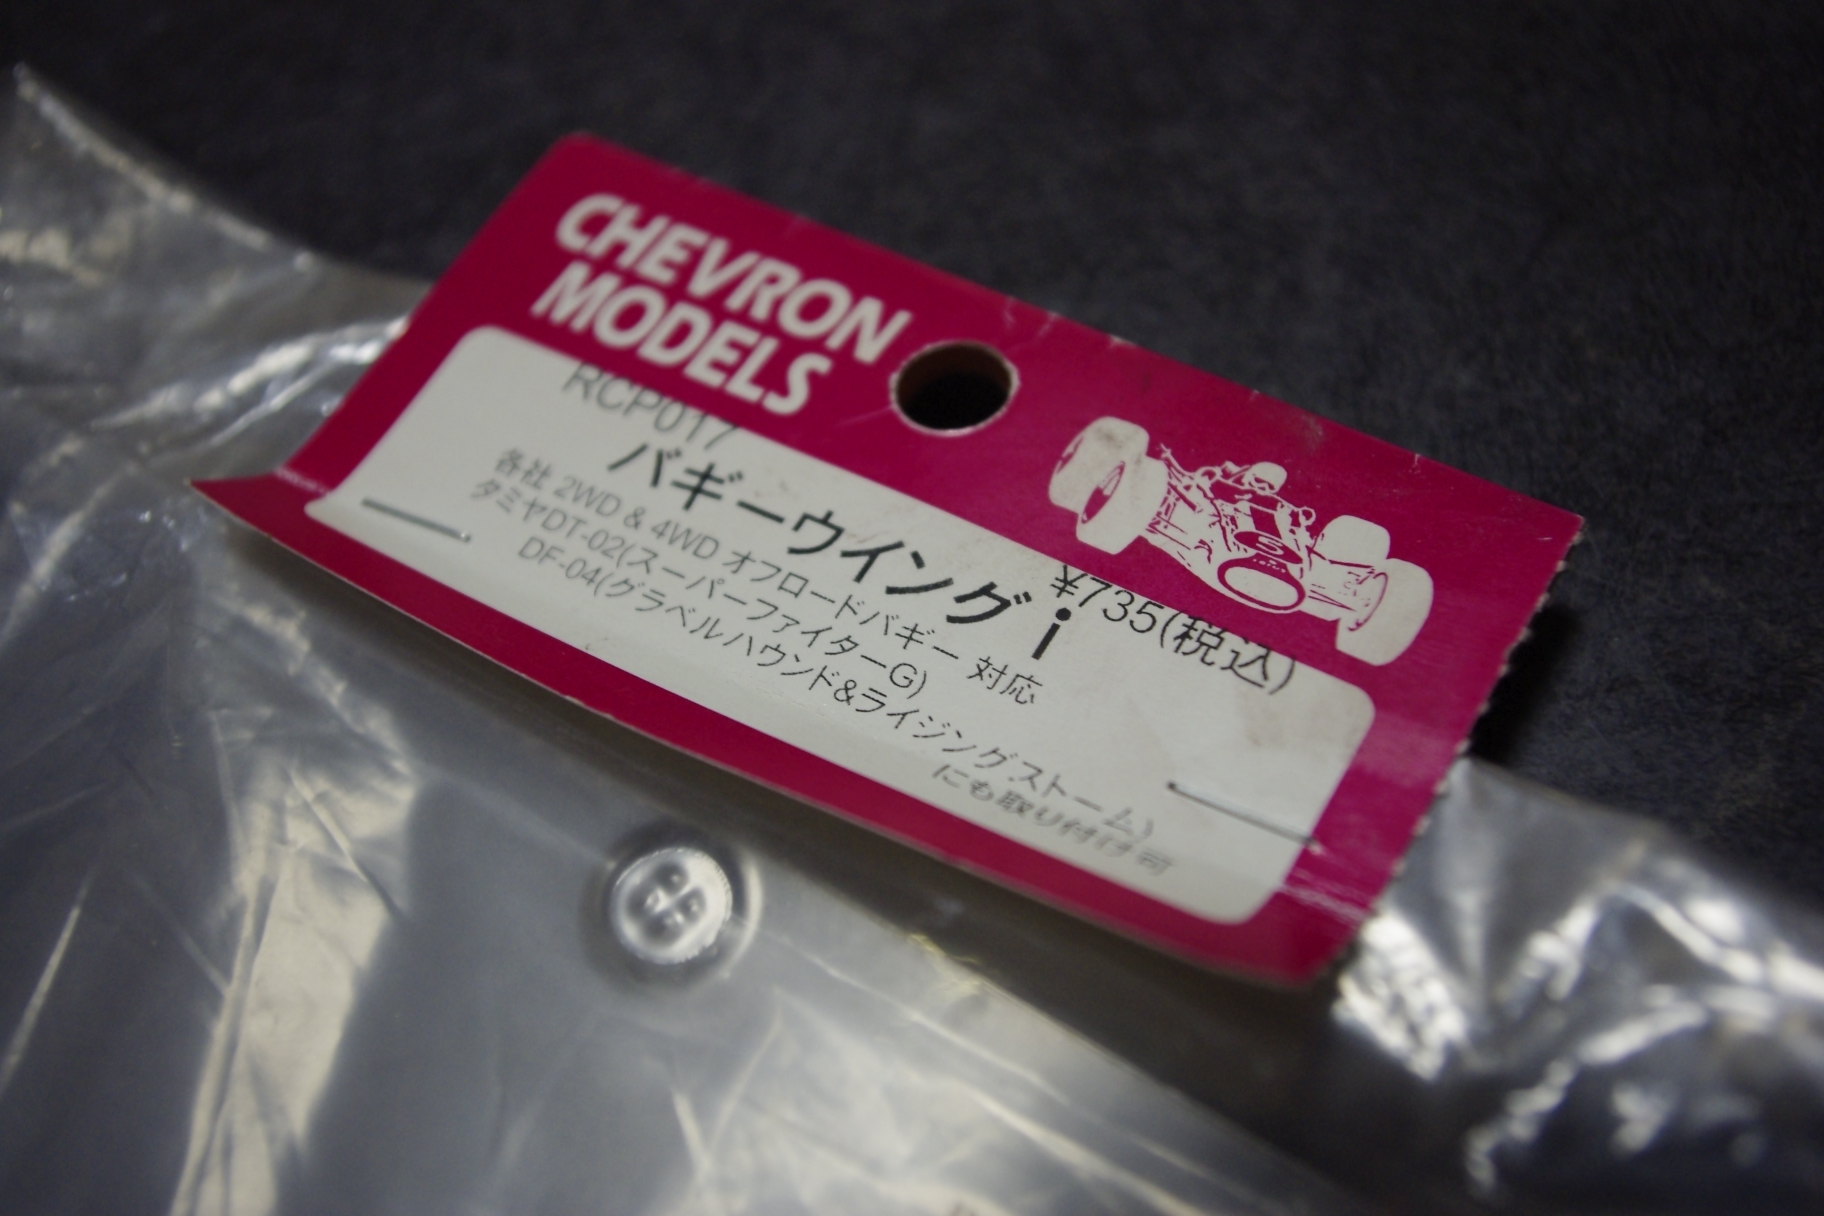 CHEVRON
MODELS
RCP017
バギーウイングi
¥735(税込)
各社 2WD & 4WD オフロードバギー 対応
タミヤDT-02(スーパーファイターG)
DF-04(グラベルハウンド&ライジングストーム)
にも取り付け可